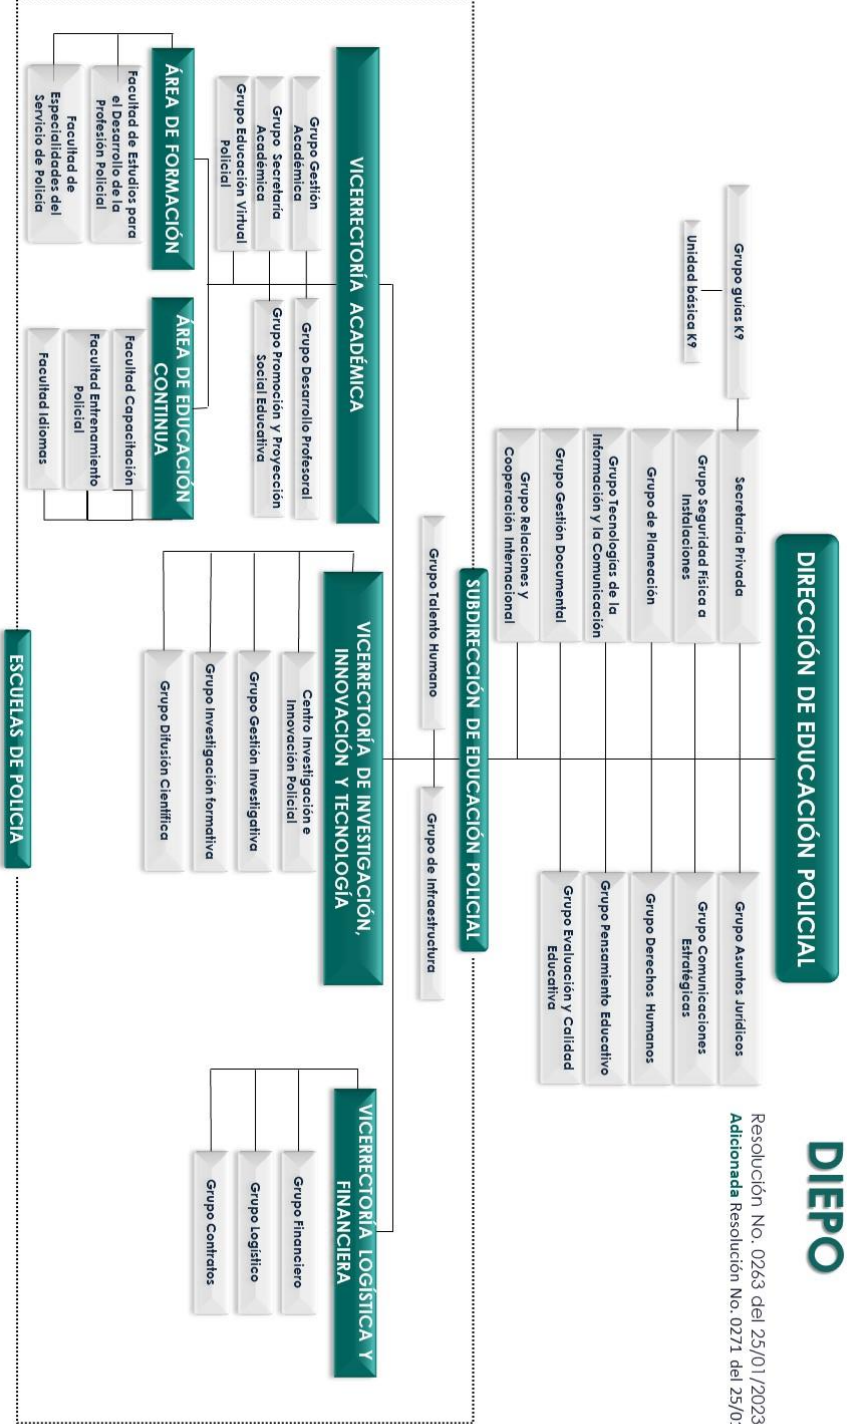 DIEPO
Resolución No. 0263 del 25/01/2023
Adicionada Resolución No. 0271 del
DIRECCIÓN DE EDUCACIÓN POLICIAL
Grupo guías K9
Unidad básica K9
Secretaria Privada
Grupo Seguridad Física a
Instalaciones
Grupo de Planeación
Grupo Tecnologías de la
Información y la Comunicación
Grupo Gestión Documental
Grupo Relaciones y
Cooperación Internacional
Grupo Asuntos Jurídicos
Grupo Comunicaciones
Estratégicas
Grupo Derechos Humanos
Grupo Pensamiento Educativo
Grupo Evaluación y Calidad
Educativa
SUBDIRECCIÓN DE EDUCACIÓN POLICIAL
Grupo Talento Humano
Grupo de Infraestructura
VICERRECTORÍA ACADÉMICA
Grupo Gestión
Académica
Grupo Secretaría
Académica
Grupo Educación Virtual
Policial
Grupo Desarrollo Profesoral
Grupo Promoción y Proyección
Social Educativa
ÁREA DE FORMACIÓN
Facultad de Estudios para
el Desarrollo de la
Profesión Policial
Facultad de
Especialidades del
Servicio de Policía
ÁREA DE EDUCACIÓN
CONTINUA
Facultad Capacitación
Facultad Entrenamiento
Policial
Facultad Idiomas
VICERRECTORÍA DE INVESTIGACIÓN,
INNOVACIÓN Y TECNOLOGÍA
Centro Investigación e
Innovación Policial
Grupo Gestión Investigativa
Grupo Investigación formativa
Grupo Difusión Científica
VICERRECTORÍA LOGÍSTICA Y
FINANCIERA
Grupo Financiero
Grupo Logístico
Grupo Contratos
ESCUELAS DE POLICIA